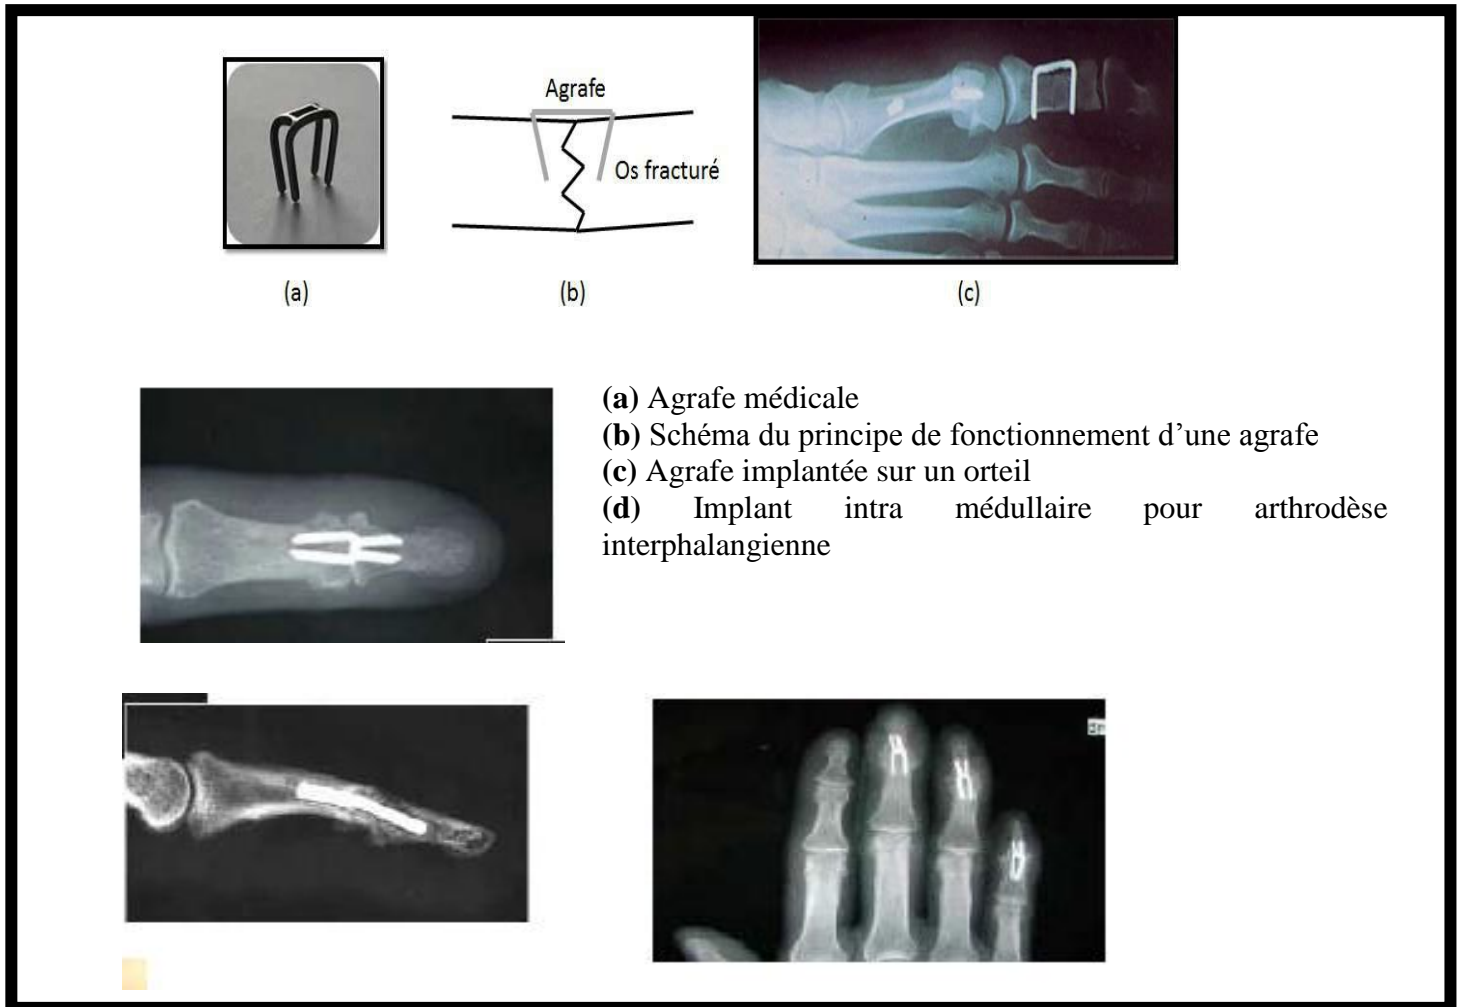 Agrafe
Os fracturé
(a)
(b)
(c)
(a) Agrafe médicale
(b) Schéma du principe de fonctionnement d’une agrafe
(c) Agrafe implantée sur un orteil
(d) Implant intra médullaire pour arthrodèse
interphalangienne